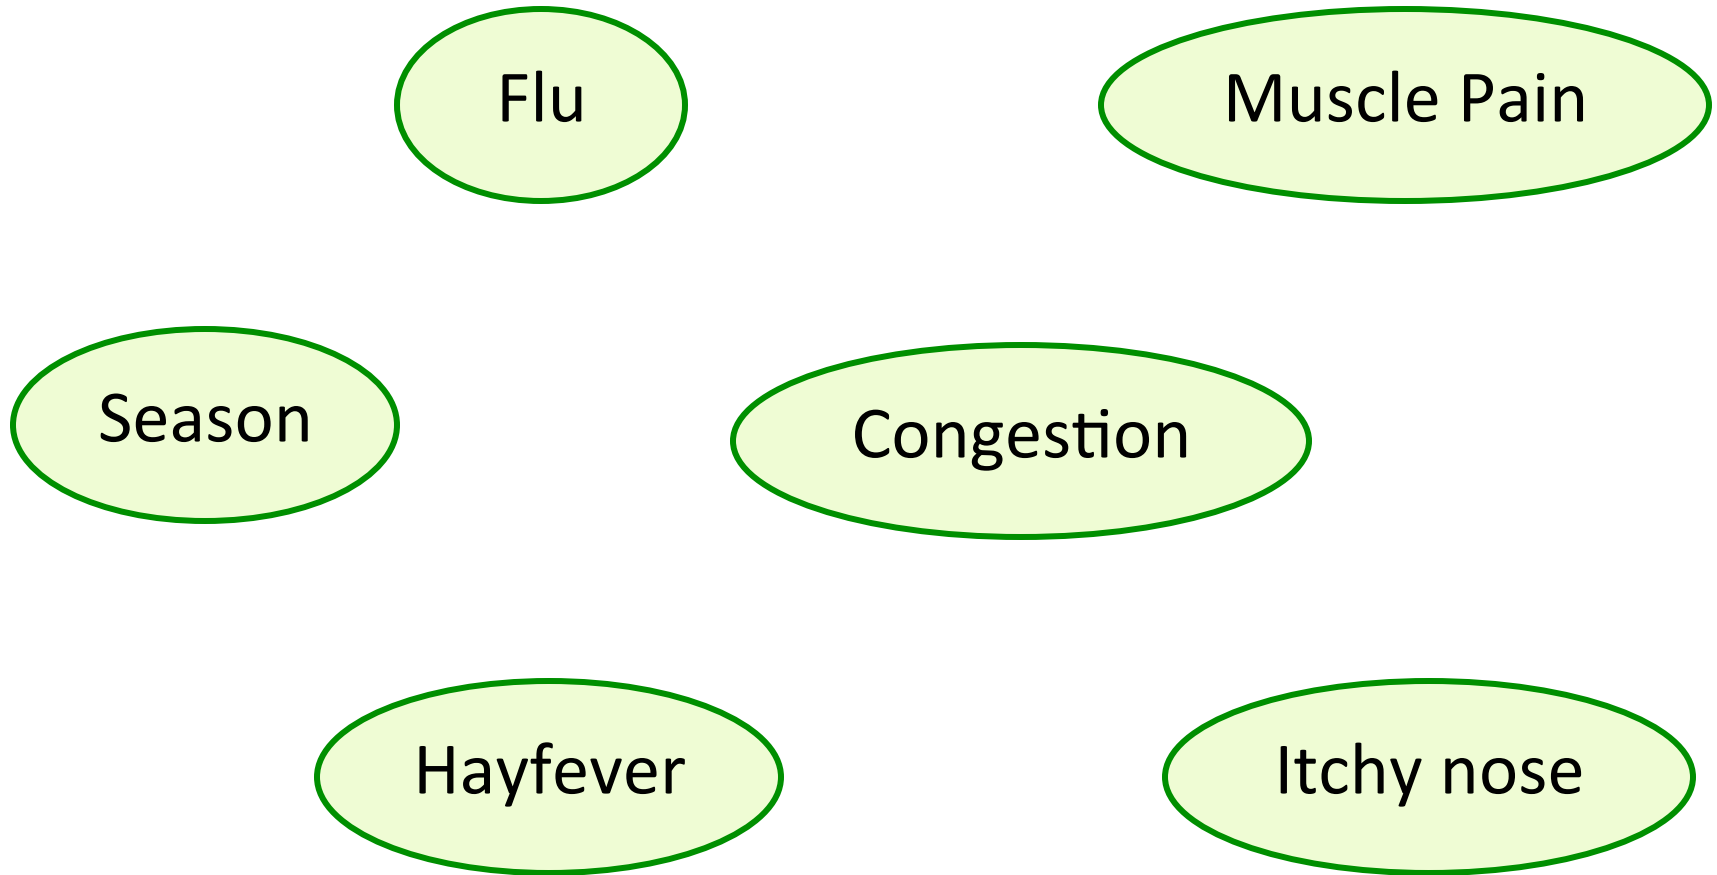 Flu
Muscle Pain
Season
Congestion
Hayfever
Itchy nose